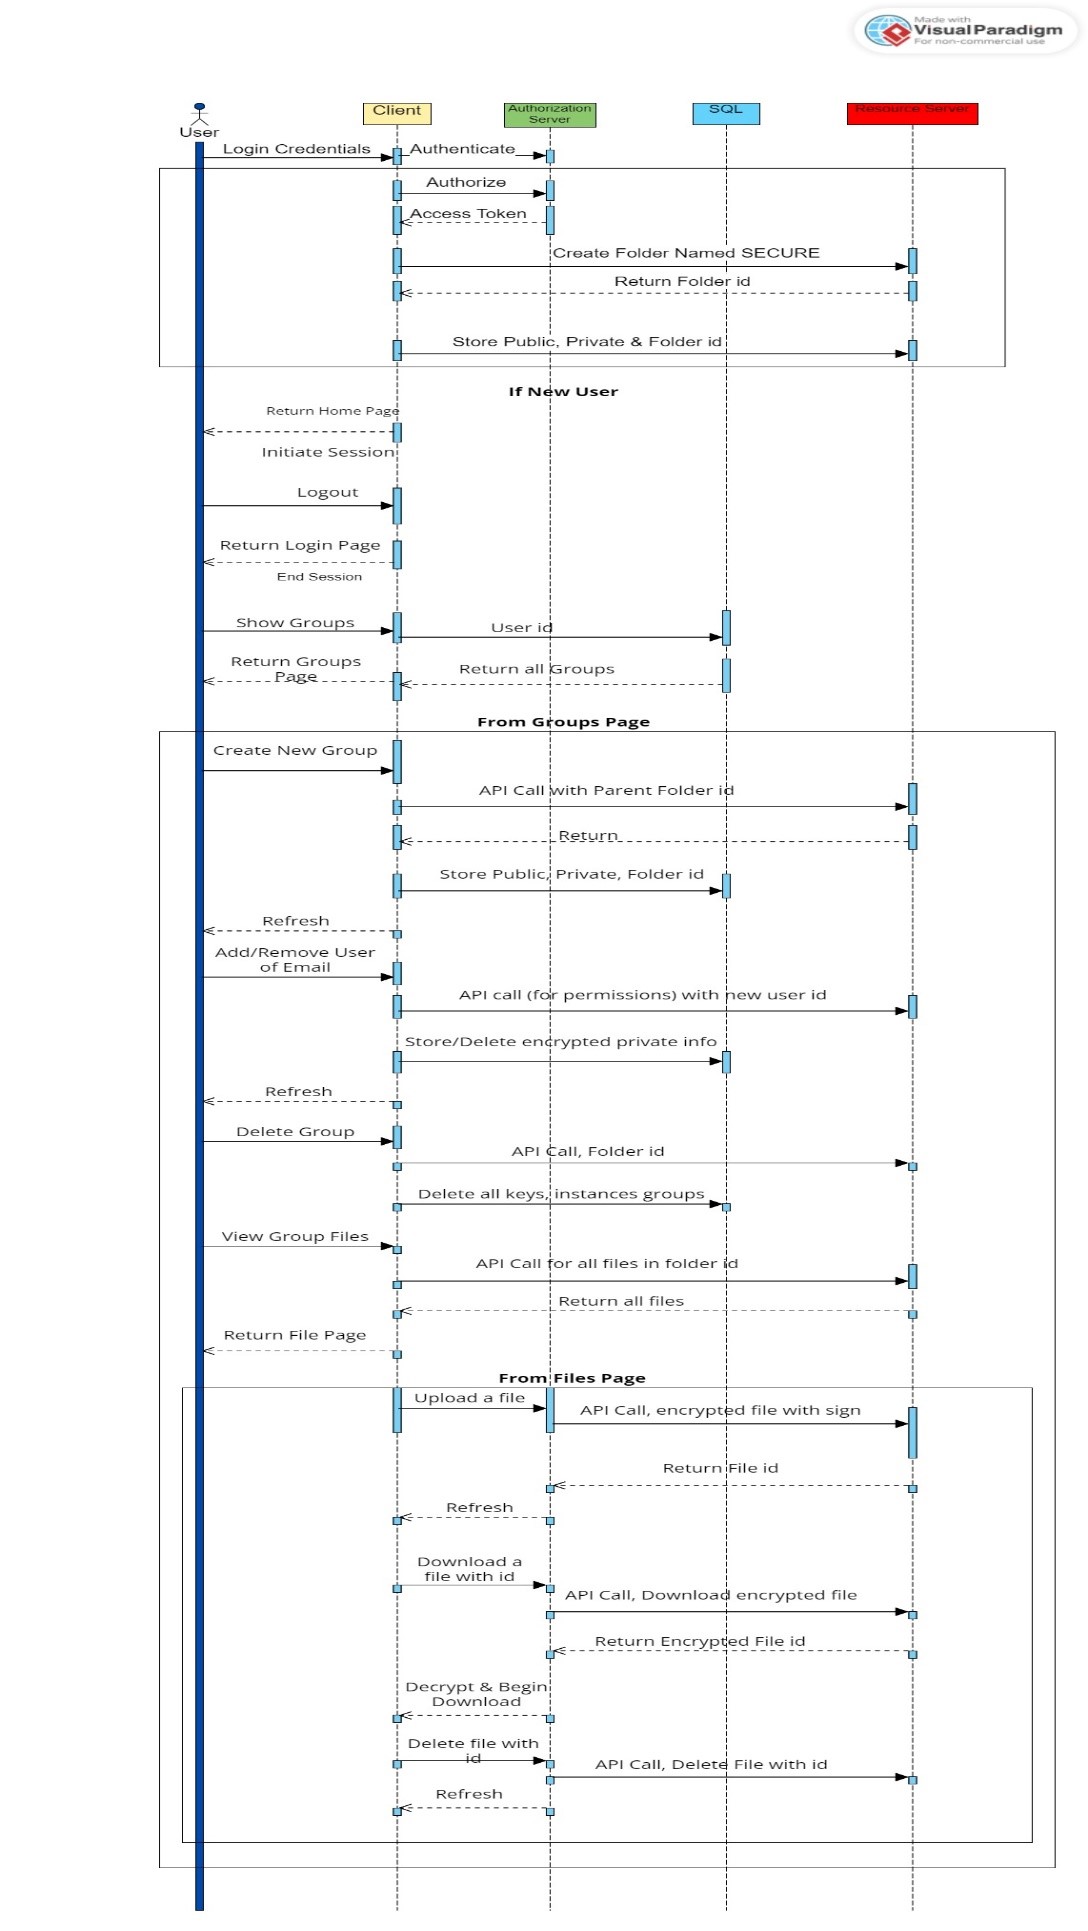 Made with
Visual Paradigm
For non-commercial use
User
Client
Authorization
Server
SQL
Resource Server
Login Credentials
Authenticate
Authorize
Access Token
Create Folder Named SECURE
Return Folder id
Store Public, Private & Folder id
If New User
Return Home Page
Initiate Session
Logout
Return Login Page
End Session
Show Groups
User id
Return Groups
Page
Return all Groups
From Groups Page
Create New Group
API Call with Parent Folder id
Return
Store Public, Private, Folder id
Refresh
Add/Remove User
of Email
API call (for permissions) with new user id
Store/Delete encrypted private info
Refresh
Delete Group
API Call, Folder id
Delete all keys, instances groups
View Group Files
API Call for all files in folder id
Return all files
Return File Page
From Files Page
Upload a file
API Call, encrypted file with sign
Return File id
Refresh
Download a
file with id
API Call, Download encrypted file
Return Encrypted File id
Decrypt & Begin
Download
Delete file with
id
API Call, Delete File with id
Refresh